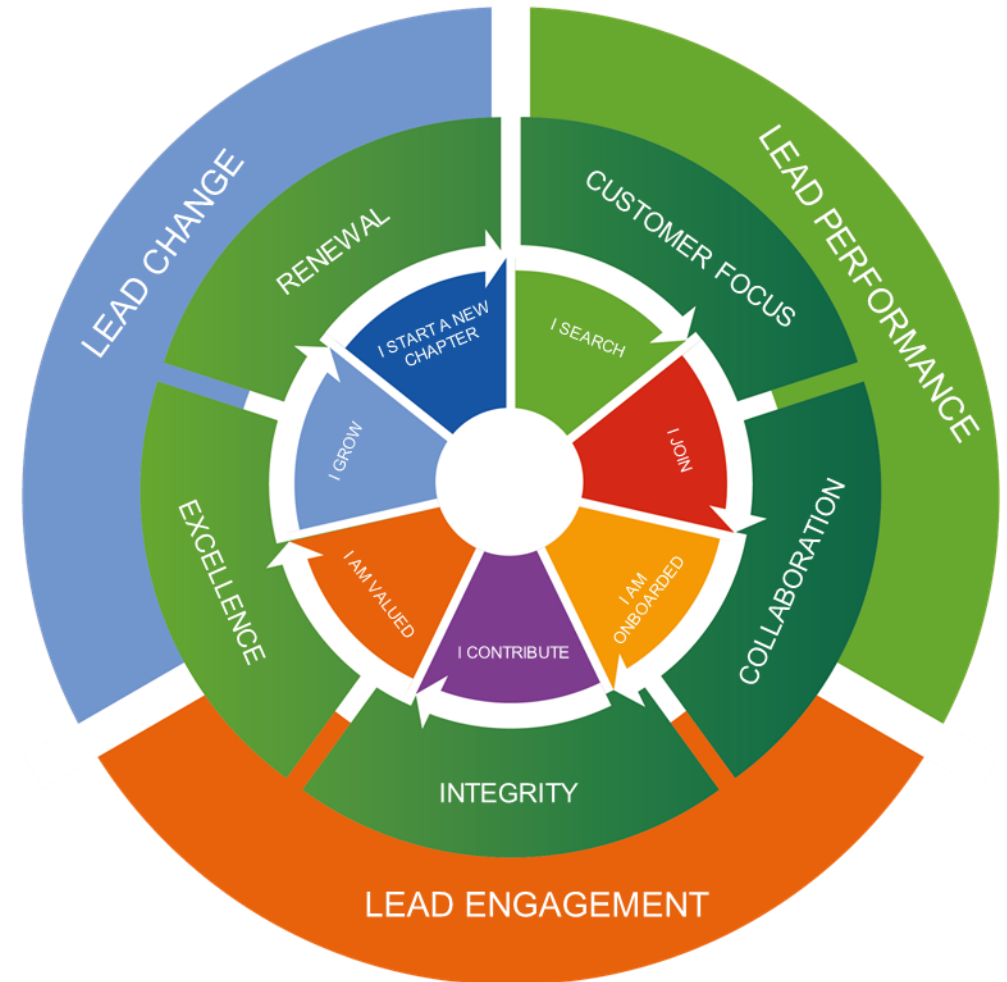 LEAD CHANGE
LEAD PERFORMANCE
LEAD ENGAGEMENT
RENEWAL
CUSTOMER FOCUS
COLLABORATION
INTEGRITY
EXCELLENCE
I SEARCH
I JOIN
I AM
ONBOARDED
I CONTRIBUTE
I AM VALUED
I GROW
I START A NEW
CHAPTER